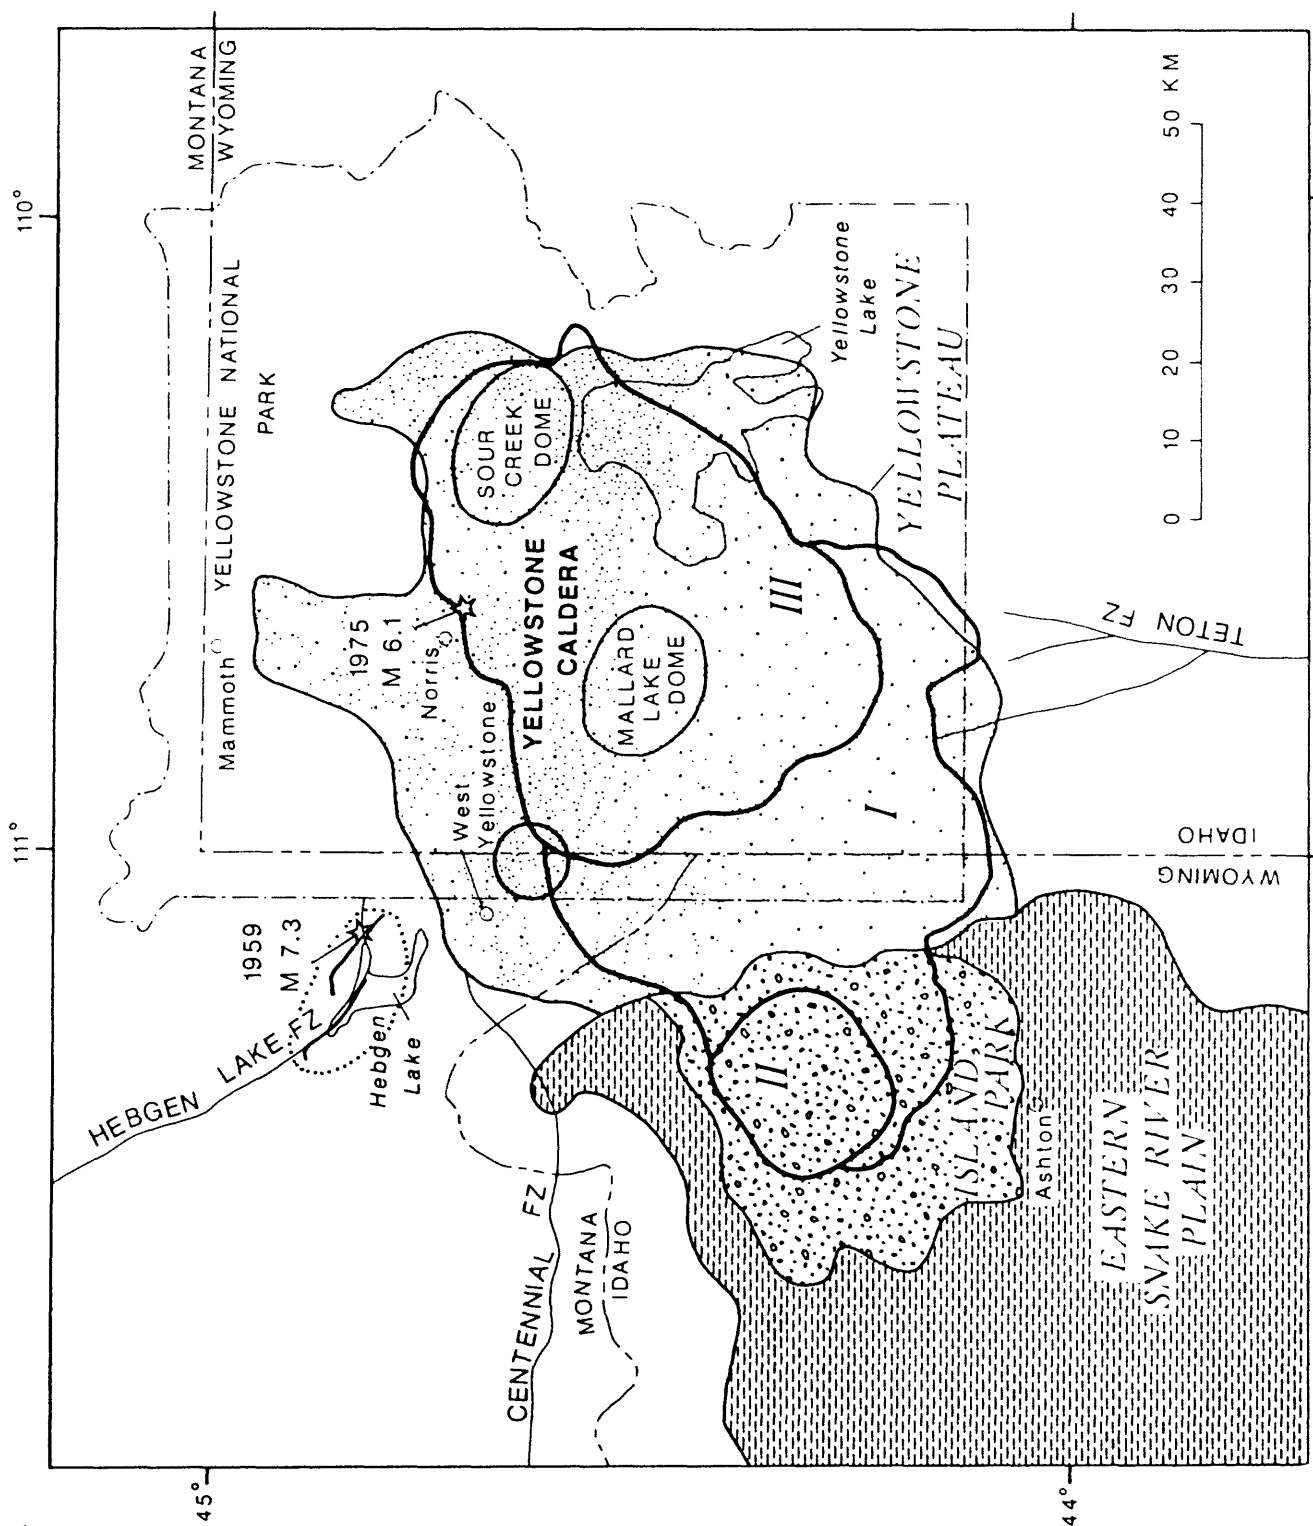 110°
111°
45°
44°
MONTANA
WYOMING
YELLOWSTONE NATIONAL
PARK
Mammoth
1975
M 6.1
Norris
West
Yellowstone
1959
M 7.3
HEBGEN LAKE FZ
Hebgen
Lake
YELLOWSTONE
CALDERA
SOUR
CREEK
DOME
MALLARD
LAKE
DOME
III
I
II
Yellowstone
Lake
YELLOWSTONE
PLATEAU
CENTENNIAL FZ
MONTANA
IDAHO
ISLAND
PARK
Ashton
EASTERN
SNAKE RIVER
PLAIN
IDAHO
WYOMING
TETON FZ
0 10 20 30 40 50 KM